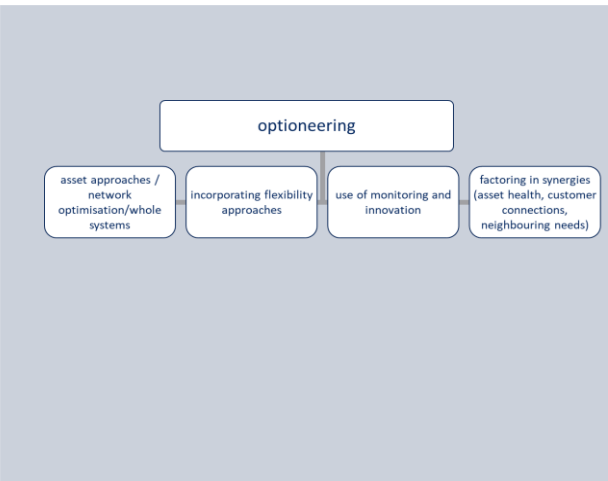 optioneering
asset approaches /
network
optimisation/whole
systems
incorporating flexibility
approaches
use of monitoring and
innovation
factoring in synergies
(asset health, customer
connections,
neighbouring needs)